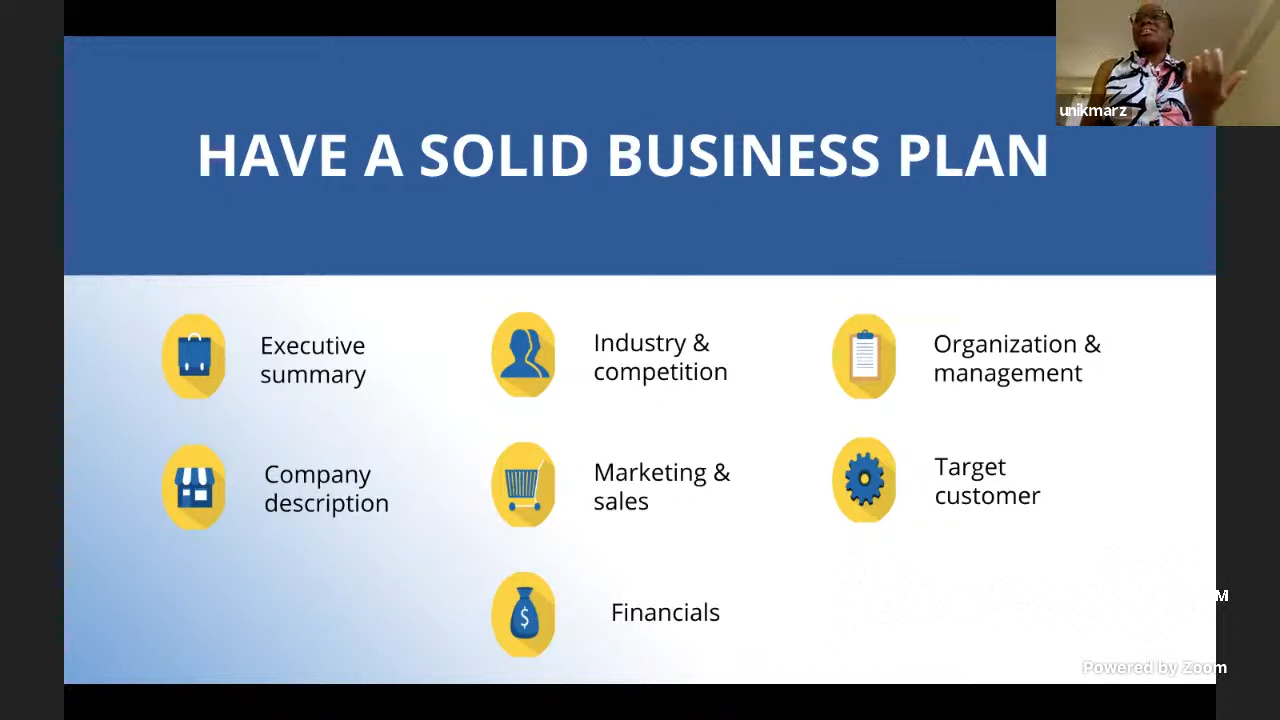 unikmarz
HAVE A SOLID BUSINESS PLAN
Executive
summary
Industry &
competition
Organization &
management
Company
description
Marketing &
sales
Target
customer
$
Financials
M
Powered by Zoom